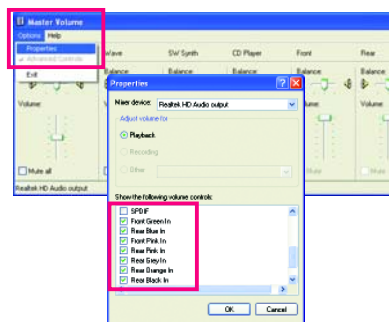 Master Volume
Options Help
Properties
Advanced Controls
Exit
Wave SW Synth CD Player Front Rear
Balance: Balance: Balance: Balance: Balance:
Volume: Volume:
Mute all Mute
Realtek HD Audio output
Properties
Mixer device: Realtek HD Audio output
Adjust volume for
Playback
Recording
Other
Show the following volume controls:
SPDIF
Front Green In
Rear Blue In
Front Pink In
Rear Pink In
Rear Grey In
Rear Orange In
Rear Black In
OK Cancel